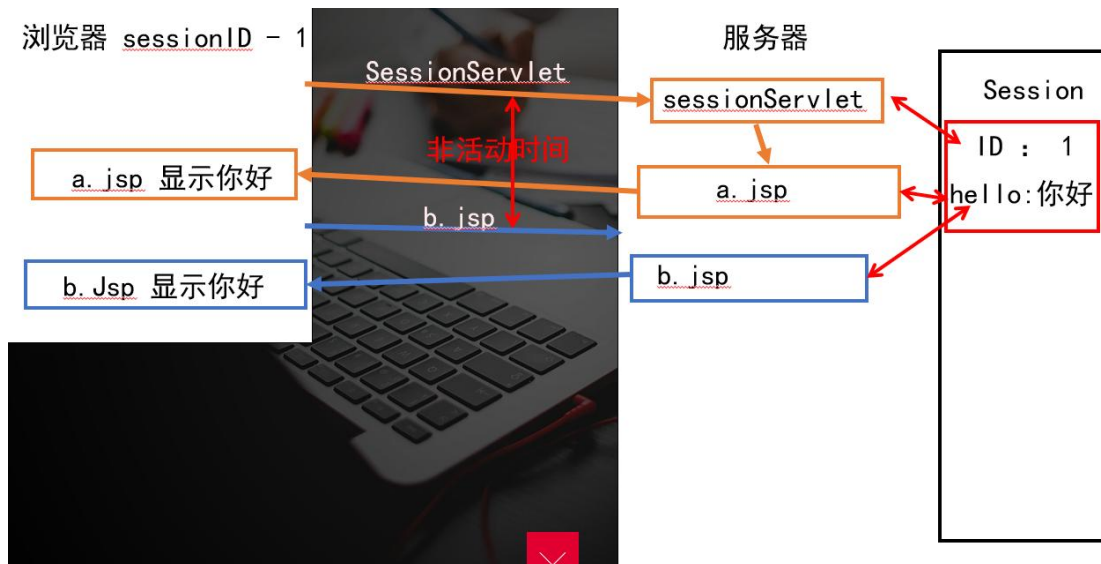 浏览器 sessionID - 1
服务器
SessionServlet
sessionServlet
Session
非活动时间
ID : 1
a.jsp 显示你好
a.jsp
hello:你好
b.jsp
b.Jsp 显示你好
b.jsp